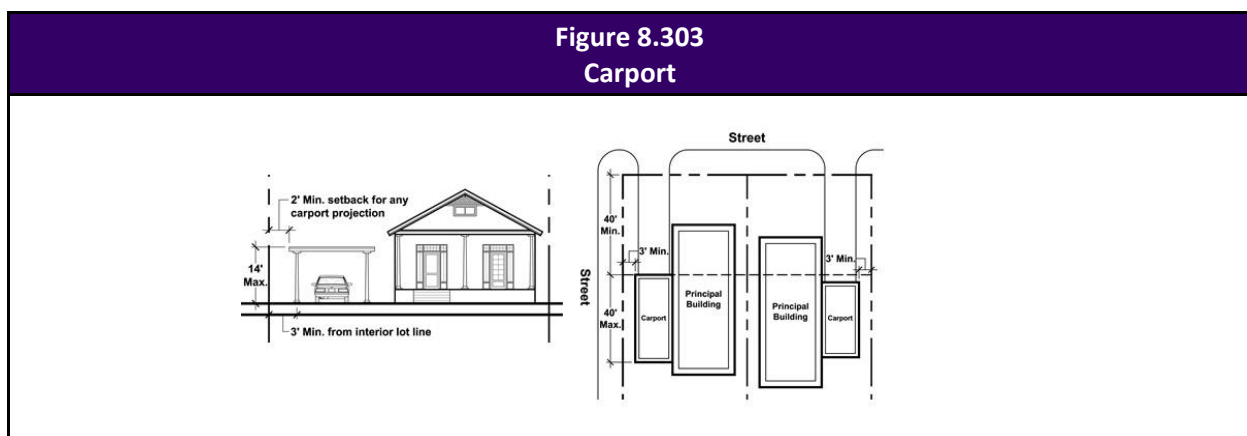 Figure 8.303
Carport
2' Min. setback for any
carport projection
14'
Max.
3' Min. from interior lot line
Street
40'
Min.
3' Min.
3' Min.
Street
Principal
Building
Principal
Building
40'
Max.
Carport
Carport